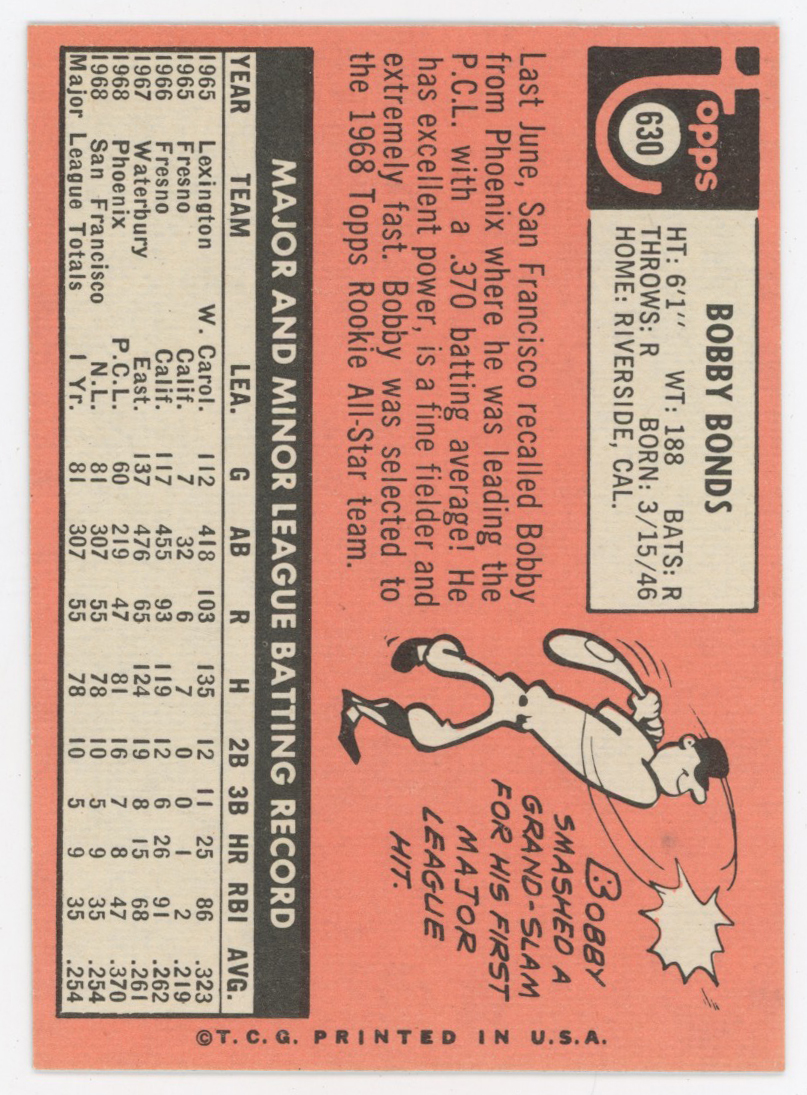 Topps
630
BOBBY BONDS
HT: 6'1" WT: 188 BATS: R
THROWS: R BORN: 3/15/46
HOME: RIVERSIDE, CAL.
Last June, San Francisco recalled Bobby
from Phoenix where he was leading the
P.C.L. with a .370 batting average! He
has excellent power, is a fine fielder and
extremely fast. Bobby was selected to
the 1968 Topps Rookie All-Star team.
BOBBY
SMASHED A
GRAND-SLAM
FOR HIS FIRST
MAJOR
LEAGUE
HIT.
MAJOR AND MINOR LEAGUE BATTING RECORD
YEAR TEAM LEA. G AB R H 2B 3B HR RBI AVG.
1965 Lexington W. Carol. 112 418 103 135 12 11 25 86 .323
1965 Fresno Calif. 7 32 6 7 0 0 1 2 .219
1966 Fresno Calif. 117 455 93 119 12 6 26 91 .262
1967 Waterbury East. 137 476 65 124 19 8 15 68 .261
1968 Phoenix P.C.L. 60 219 47 81 16 7 8 47 .370
1968 San Francisco N.L. 81 307 55 78 10 5 9 35 .254
Major League Totals 1 Yr. 81 307 55 78 10 5 9 35 .254
©T.C.G. PRINTED IN U.S.A.